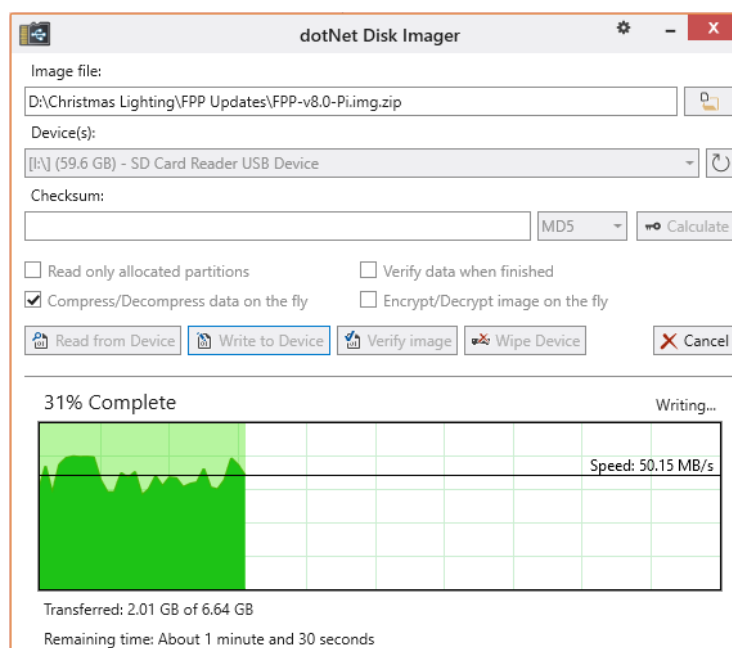 dotNet Disk Imager
X
Image file:
D:\Christmas Lighting\FPP Updates\FPP-v8.0-Pi.img.zip
Device(s):
[I:\] (59.6 GB) - SD Card Reader USB Device
Checksum:
MD5
Calculate
Read only allocated partitions
Verify data when finished
Compress/Decompress data on the fly
Encrypt/Decrypt image on the fly
Read from Device
Write to Device
Verify image
Wipe Device
Cancel
31% Complete
Writing...
Speed: 50.15 MB/s
Transferred: 2.01 GB of 6.64 GB
Remaining time: About 1 minute and 30 seconds